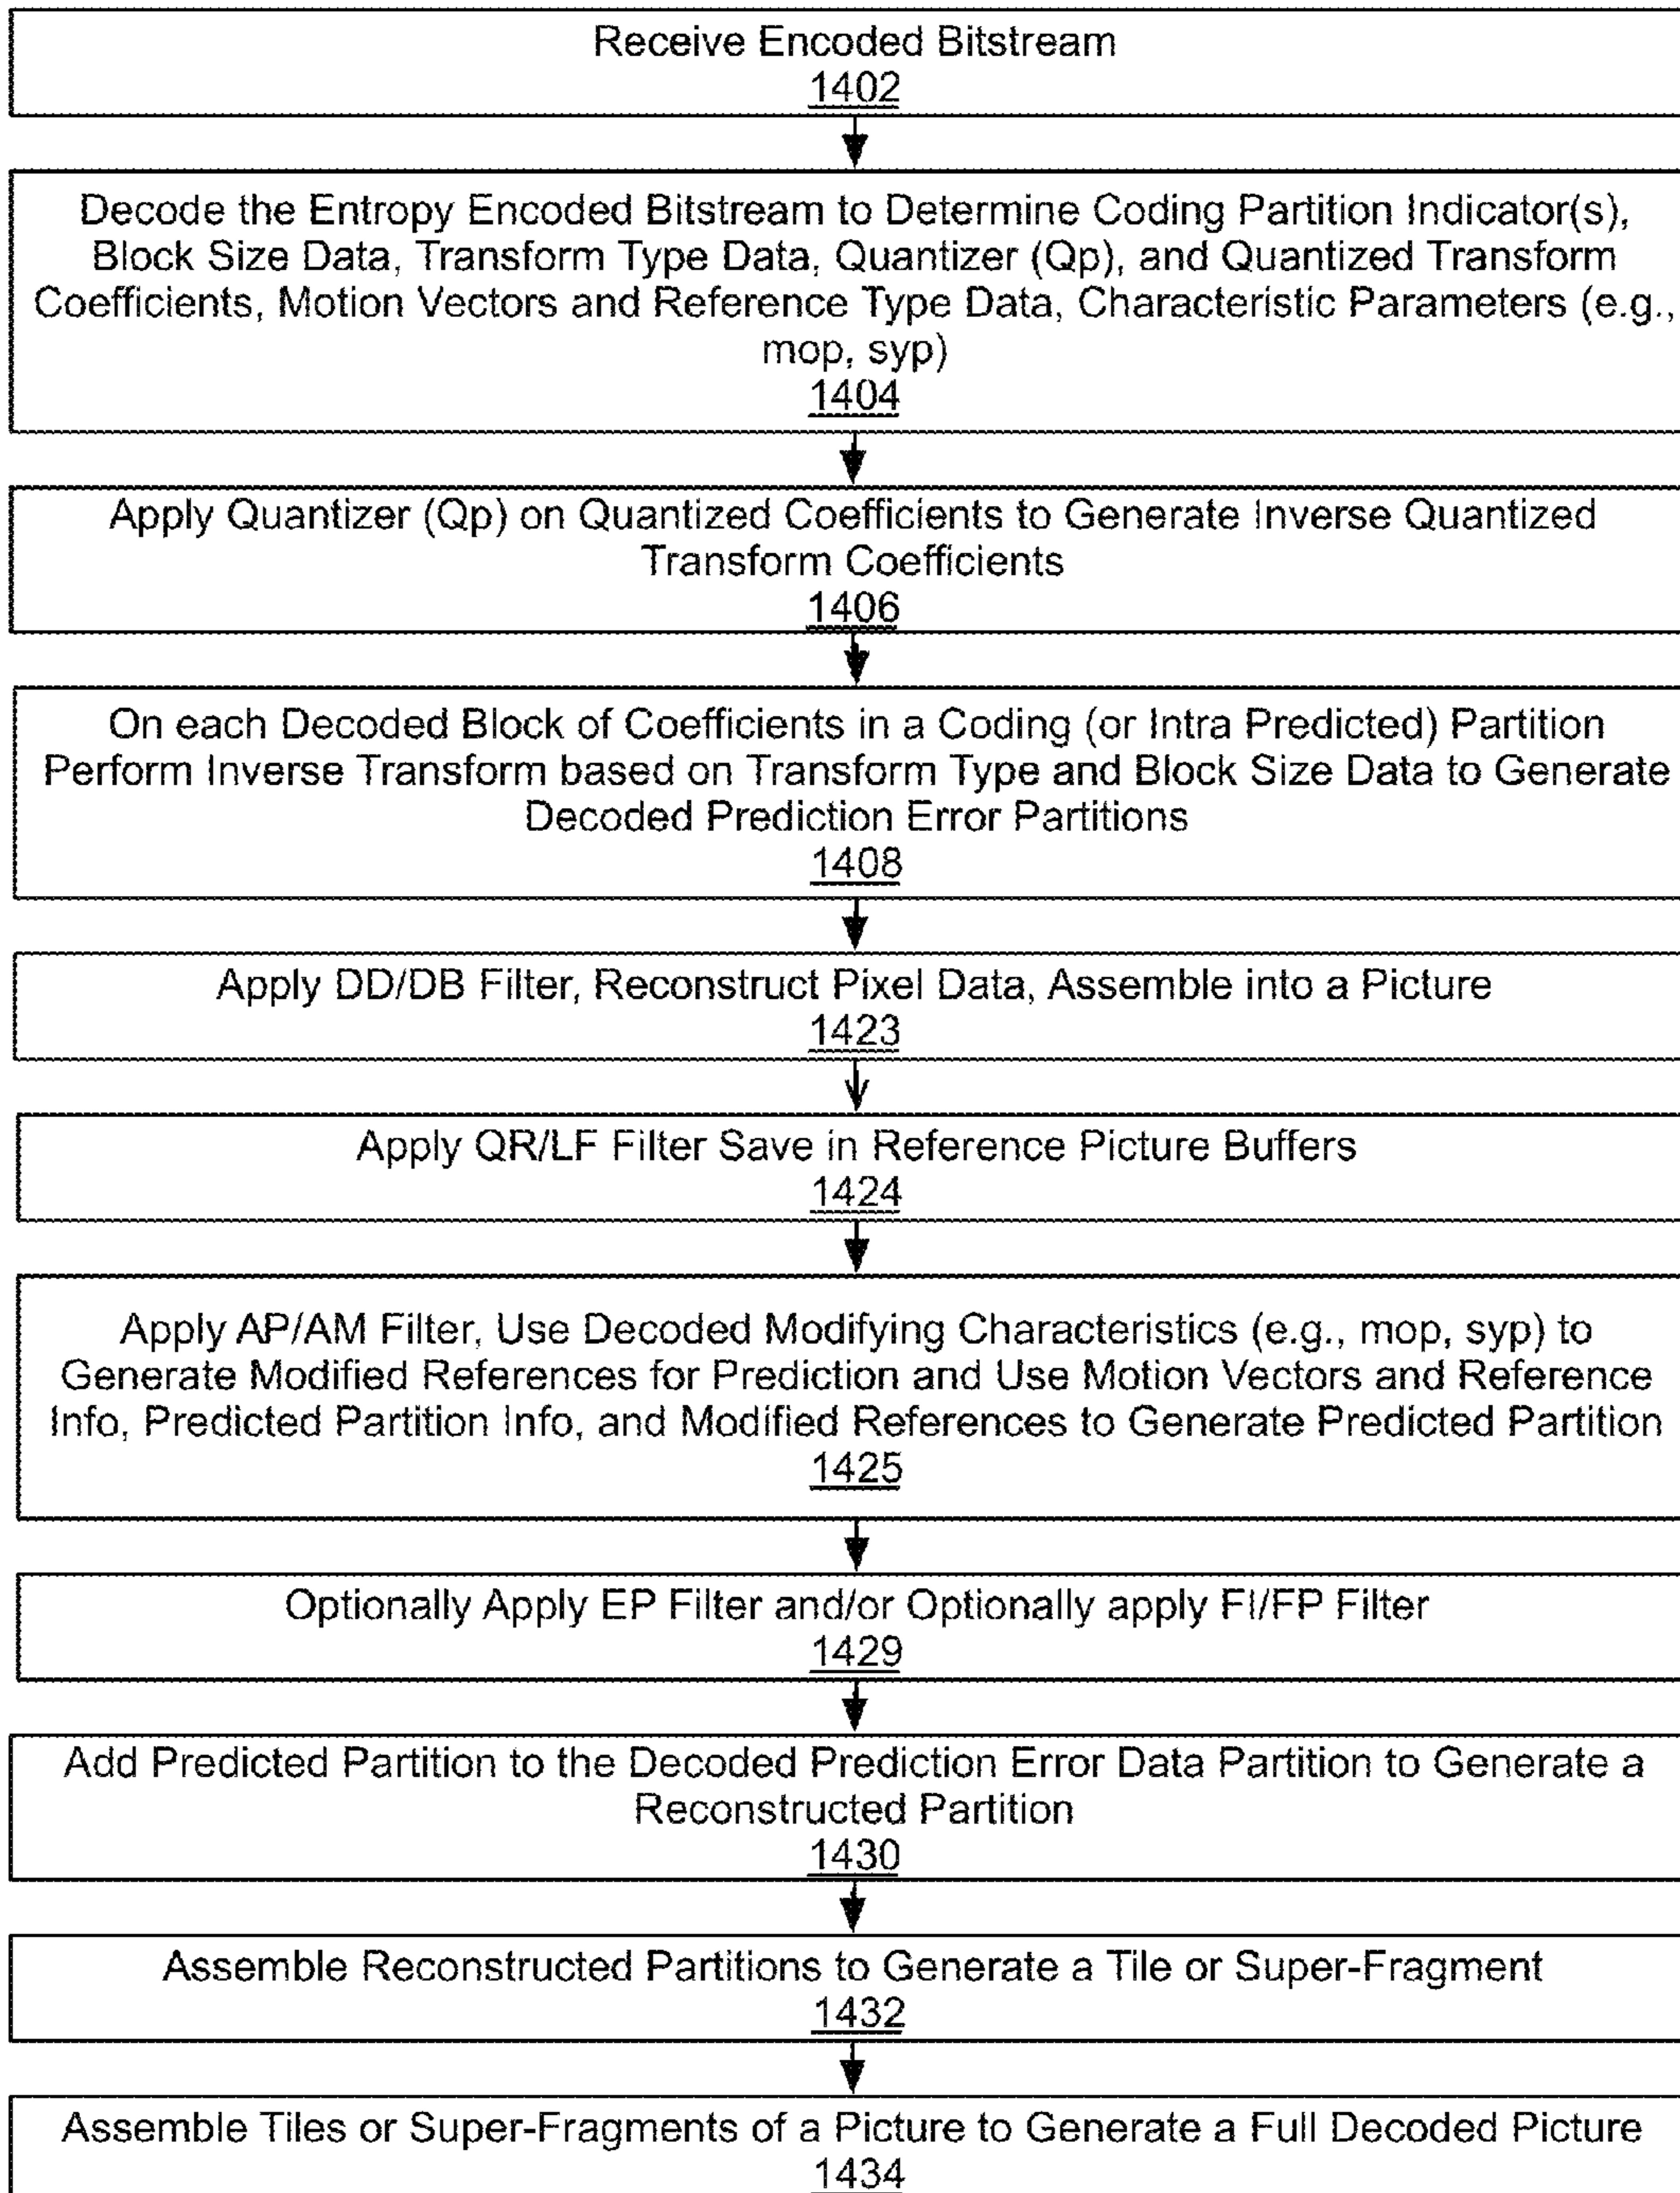 Receive Encoded Bitstream
1402
Decode the Entropy Encoded Bitstream to Determine Coding Partition Indicator(s),
Block Size Data, Transform Type Data, Quantizer (Qp), and Quantized Transform
Coefficients, Motion Vectors and Reference Type Data, Characteristic Parameters (e.g.,
mop, syp)
1404
Apply Quantizer (Qp) on Quantized Coefficients to Generate Inverse Quantized
Transform Coefficients
1406
On each Decoded Block of Coefficients in a Coding (or Intra Predicted) Partition
Perform Inverse Transform based on Transform Type and Block Size Data to Generate
Decoded Prediction Error Partitions
1408
Apply DD/DB Filter, Reconstruct Pixel Data, Assemble into a Picture
1423
Apply QR/LF Filter Save in Reference Picture Buffers
1424
Apply AP/AM Filter, Use Decoded Modifying Characteristics (e.g., mop, syp) to
Generate Modified References for Prediction and Use Motion Vectors and Reference
Info, Predicted Partition Info, and Modified References to Generate Predicted Partition
1425
Optionally Apply EP Filter and/or Optionally apply FI/FP Filter
1429
Add Predicted Partition to the Decoded Prediction Error Data Partition to Generate a
Reconstructed Partition
1430
Assemble Reconstructed Partitions to Generate a Tile or Super-Fragment
1432
Assemble Tiles or Super-Fragments of a Picture to Generate a Full Decoded Picture
1434